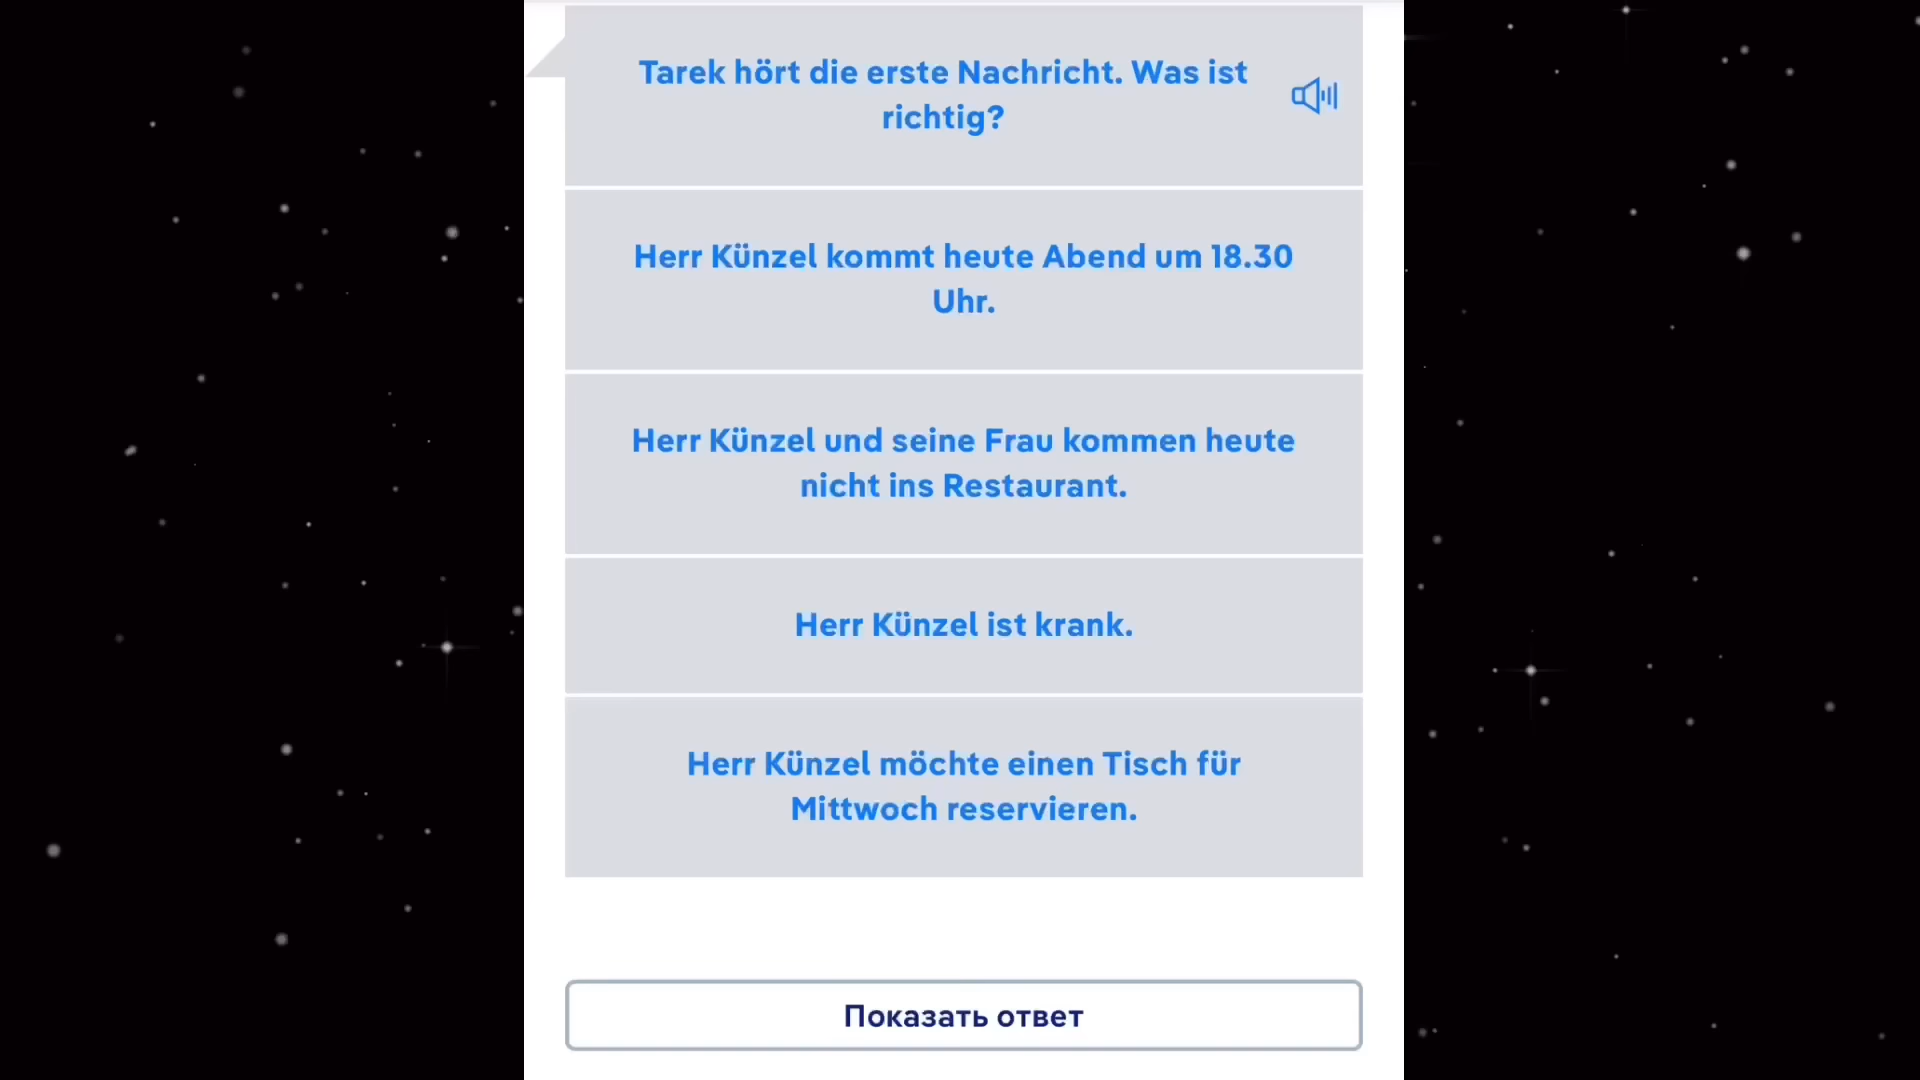 Tarek hört die erste Nachricht. Was ist
richtig?
Herr Künzel kommt heute Abend um 18.30
Uhr.
Herr Künzel und seine Frau kommen heute
nicht ins Restaurant.
Herr Künzel ist krank.
Herr Künzel möchte einen Tisch für
Mittwoch reservieren.
Показать ответ